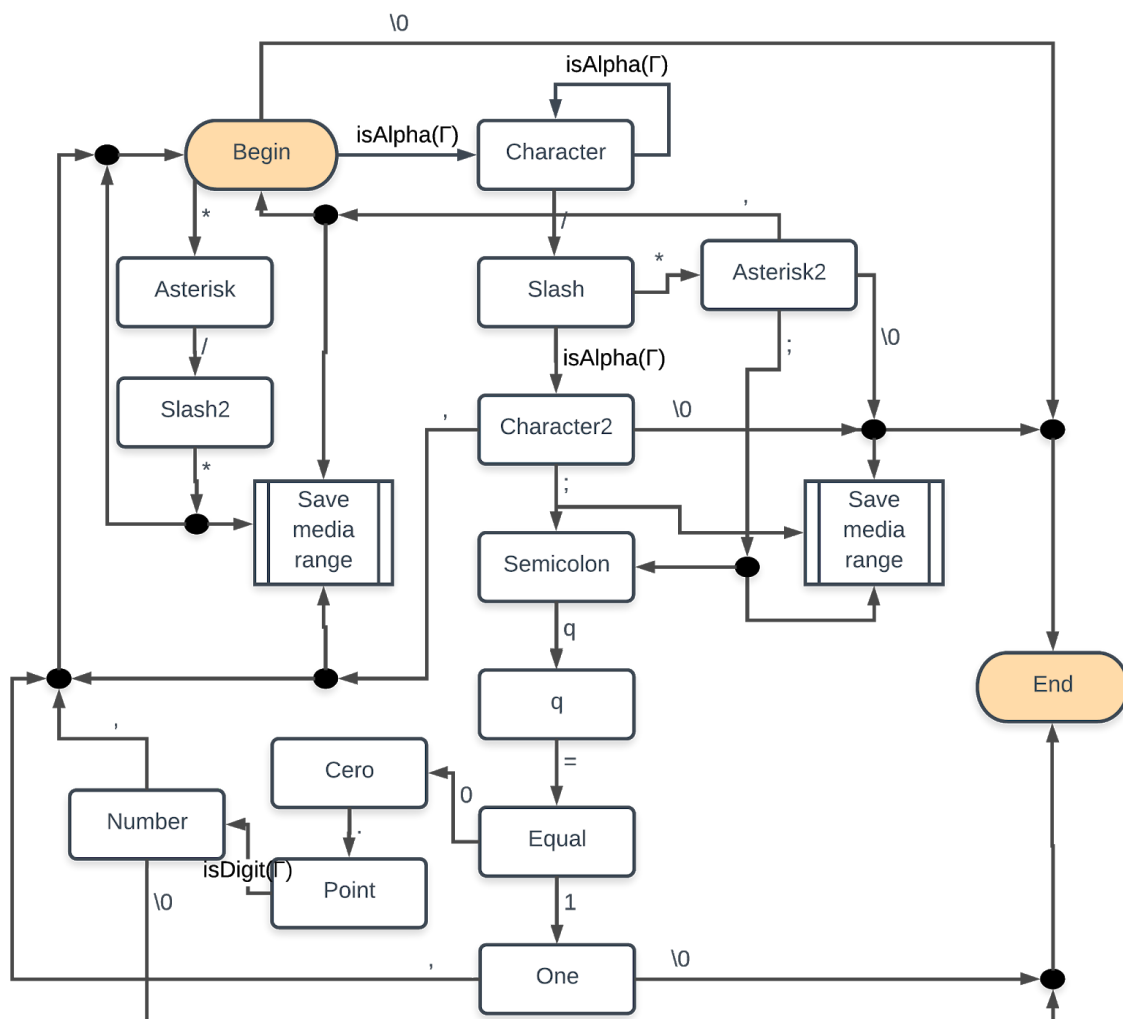 \0
isAlpha(Γ)
isAlpha(Γ)
Begin
Character
*
/
,
Asterisk
Slash
*
Asterisk2
/
isAlpha(Γ)
;
\0
Slash2
,
Character2
\0
*
;
Save
media
range
Save
media
range
Semicolon
q
q
End
,
=
Cero
0
Number
.
Equal
isDigit(Γ)
Point
\0
1
,
One
\0